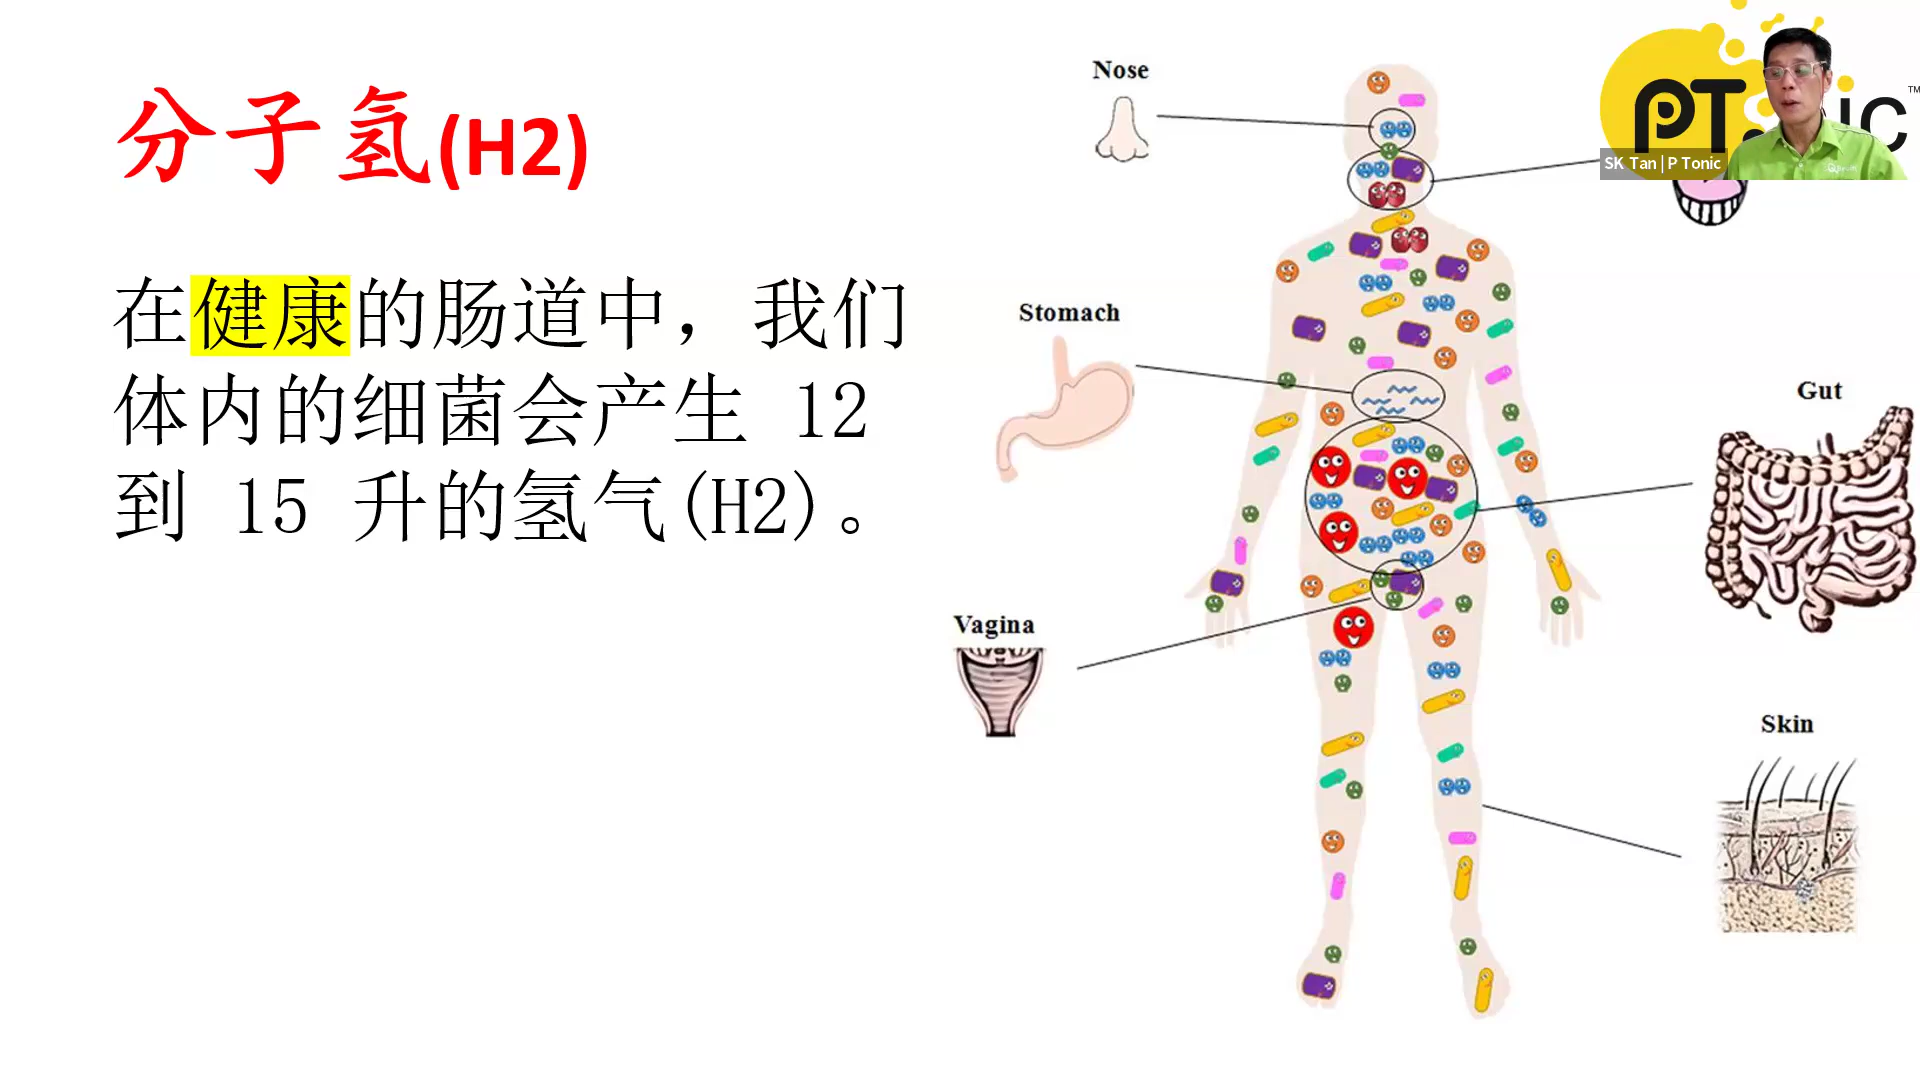 分子氢(H2)
在健康的肠道中，我们
体内的细菌会产生 12
到 15 升的氢气(H2)。
Nose
Stomach
Gut
Vagina
Skin
SK Tan | P Tonic
TM